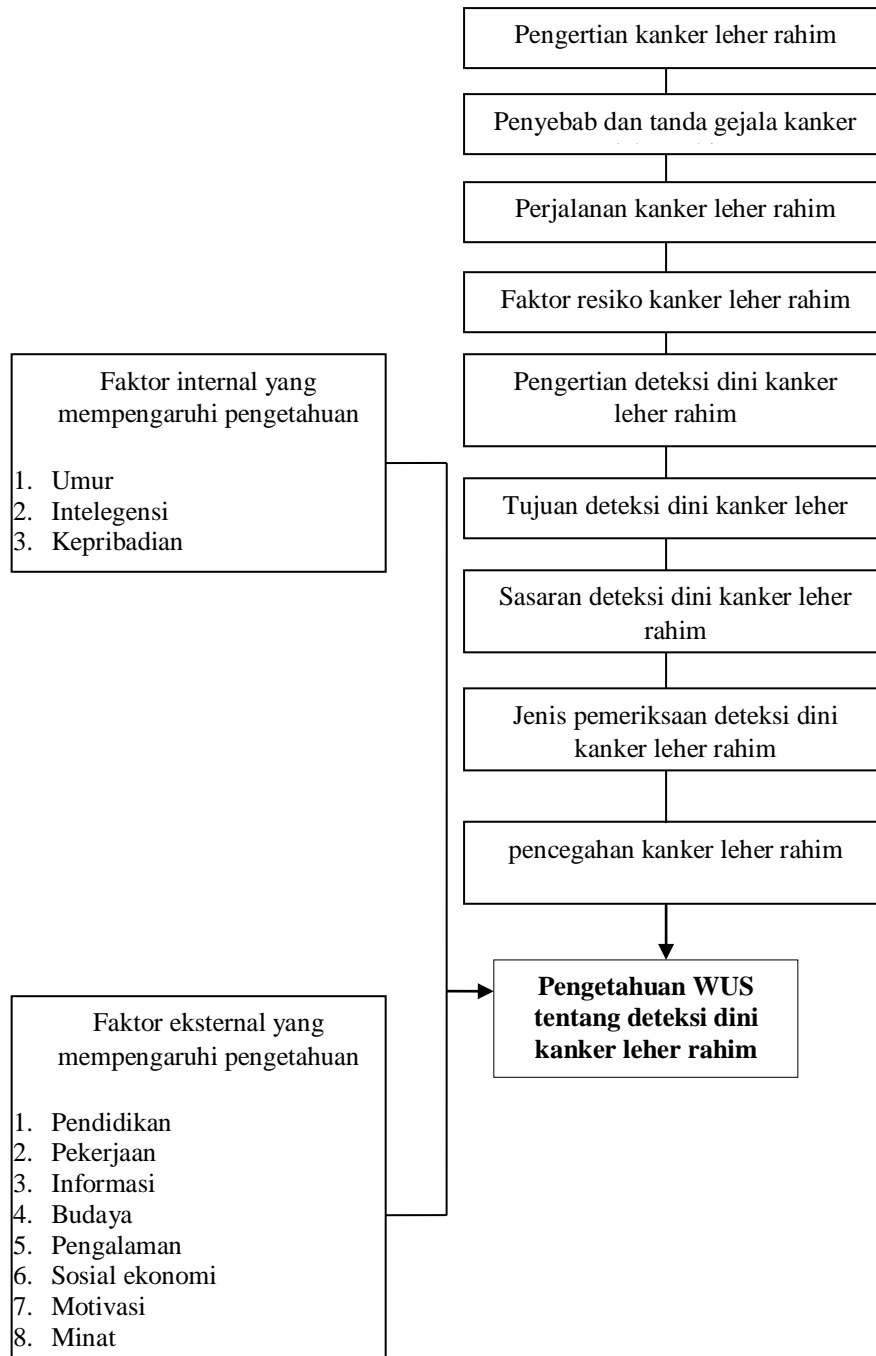 Pengertian kanker leher rahim
Penyebab dan tanda gejala kanker
Perjalanan kanker leher rahim
Faktor resiko kanker leher rahim
Pengertian deteksi dini kanker
leher rahim
Tujuan deteksi dini kanker leher
Sasaran deteksi dini kanker leher
rahim
Jenis pemeriksaan deteksi dini
kanker leher rahim
pencegahan kanker leher rahim
Faktor internal yang
mempengaruhi pengetahuan
1. Umur
2. Intelegensi
3. Kepribadian
Faktor eksternal yang
mempengaruhi pengetahuan
1. Pendidikan
2. Pekerjaan
3. Informasi
4. Budaya
5. Pengalaman
6. Sosial ekonomi
7. Motivasi
8. Minat
Pengetahuan WUS
tentang deteksi dini
kanker leher rahim